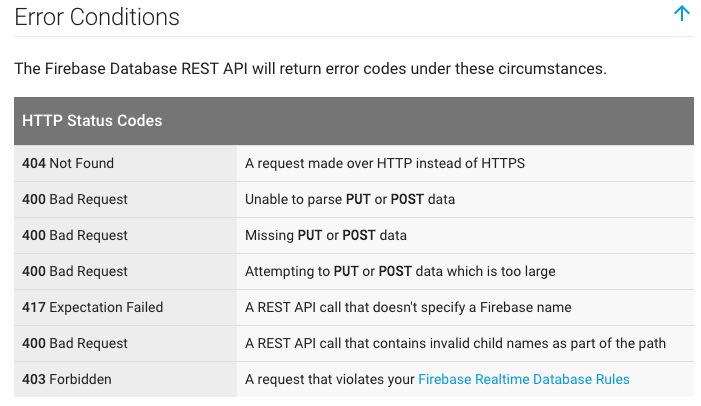 Error Conditions
The Firebase Database REST API will return error codes under these circumstances.
HTTP Status Codes
404 Not Found A request made over HTTP instead of HTTPS
400 Bad Request Unable to parse PUT or POST data
400 Bad Request Missing PUT or POST data
400 Bad Request Attempting to PUT or POST data which is too large
417 Expectation Failed A REST API call that doesn't specify a Firebase name
400 Bad Request A REST API call that contains invalid child names as part of the path
403 Forbidden A request that violates your Firebase Realtime Database Rules